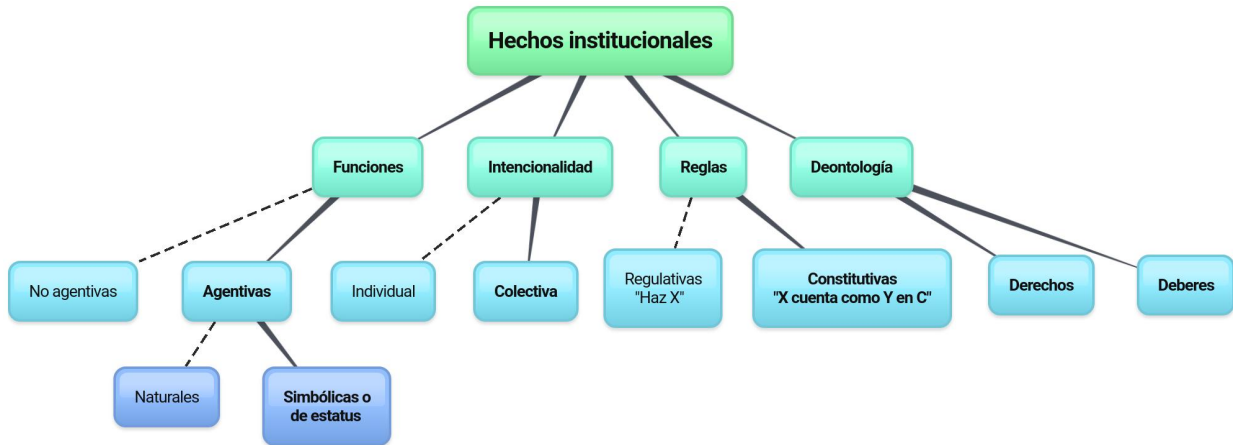 Hechos institucionales
Funciones
Intencionalidad
Reglas
Deontología
No agentivas
Agentivas
Individual
Colectiva
Regulativas
"Haz X"
Constitutivas
"X cuenta como Y en C"
Derechos
Deberes
Naturales
Simbólicas o
de estatus